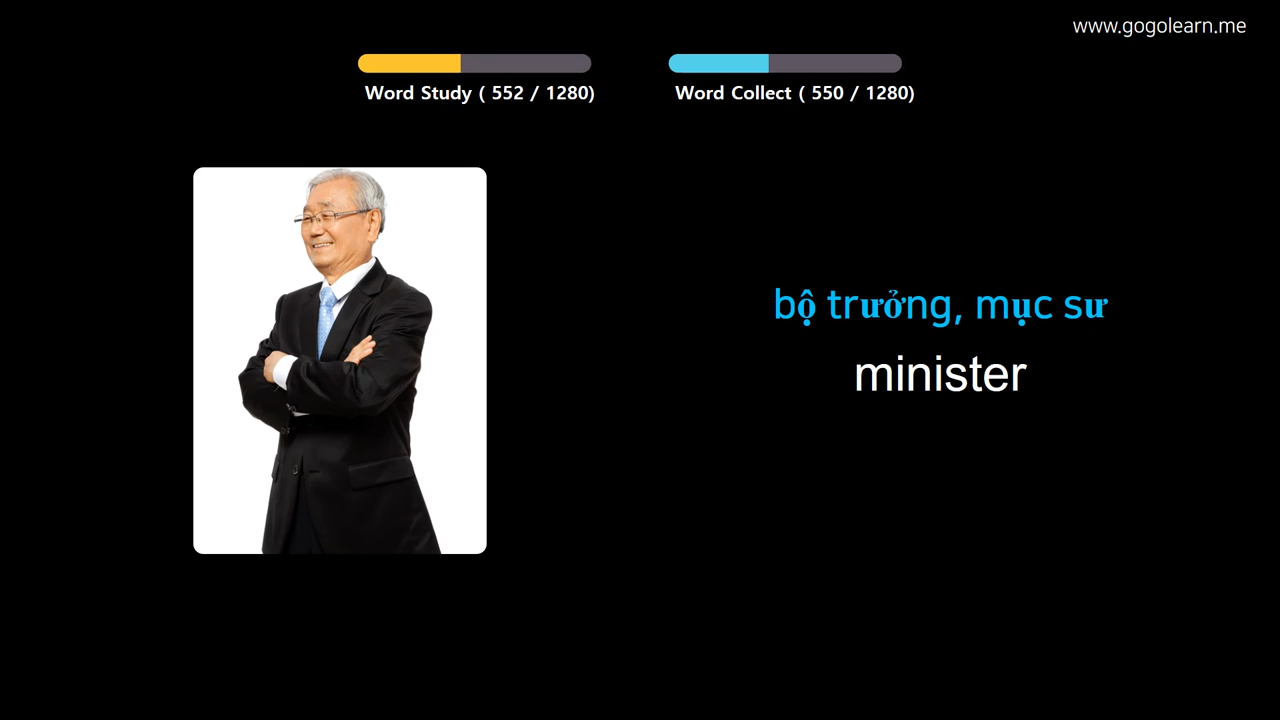 www.gogolearn.me
Word Study ( 552 / 1280)
Word Collect ( 550 / 1280)
bộ trưởng, mục sư
minister